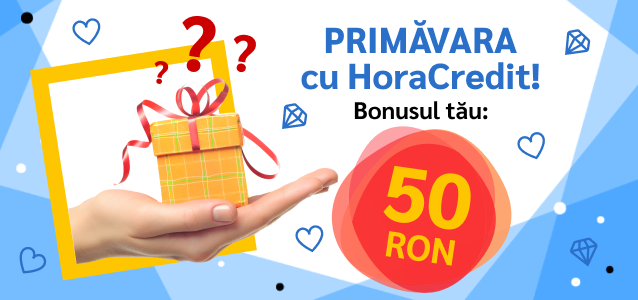 ? ? ?
PRIMĂVARA
cu HoraCredit!
Bonusul tău:
50
RON